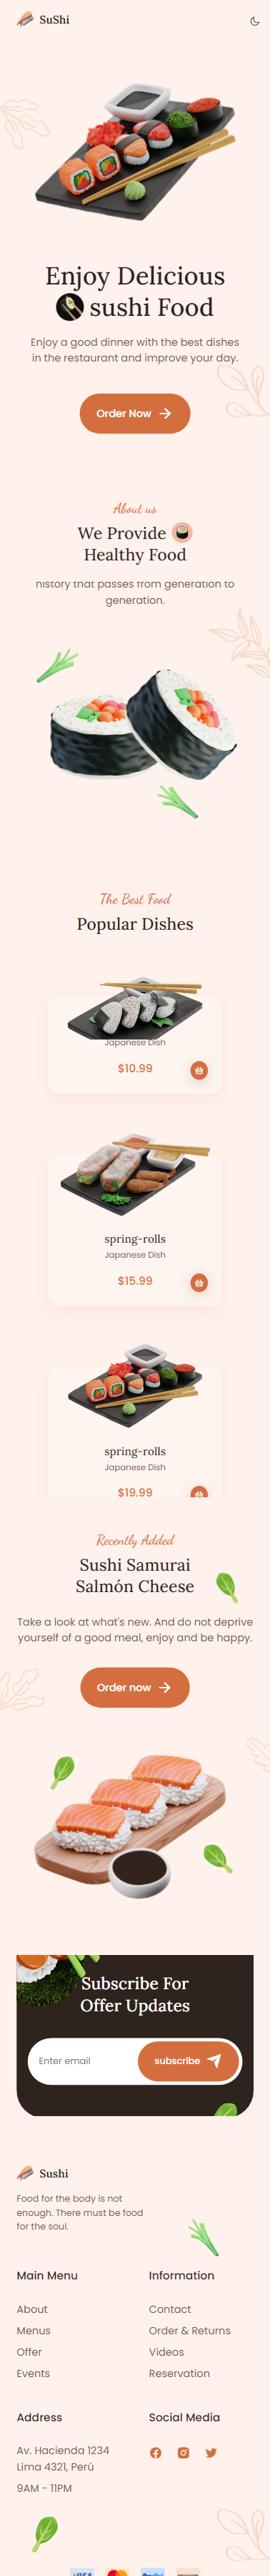 SuShi
Enjoy Delicious
sushi Food
Enjoy a good dinner with the best dishes
in the restaurant and improve your day.
Order Now
About us
We Provide
Healthy Food
history that passes from generation to
generation.
The Best Food
Popular Dishes
Japanese Dish
$10.99
spring-rolls
Japanese Dish
$15.99
spring-rolls
Japanese Dish
$19.99
Recently Added
Sushi Samurai
Salmón Cheese
Take a look at what's new. And do not deprive
yourself of a good meal, enjoy and be happy.
Order now
Subscribe For
Offer Updates
Enter email
subscribe
Sushi
Food for the body is not
enough. There must be food
for the soul.
Main Menu
Information
About
Contact
Menus
Order & Returns
Offer
Videos
Events
Reservation
Address
Social Media
Av. Hacienda 1234
Lima 4321, Perú
9AM - 11PM
VISA